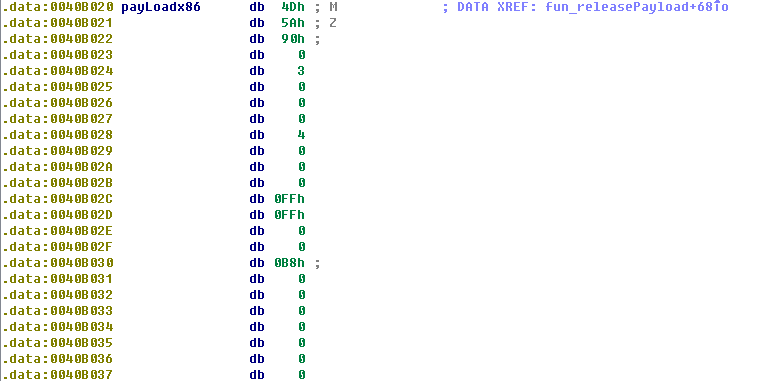 .data:0040B020 payLoadx86 db 4Dh ; M ; DATA XREF: fun_releasePayload+68↑o
.data:0040B021 db 5Ah ; Z
.data:0040B022 db 90h ;
.data:0040B023 db 0
.data:0040B024 db 3
.data:0040B025 db 0
.data:0040B026 db 0
.data:0040B027 db 0
.data:0040B028 db 4
.data:0040B029 db 0
.data:0040B02A db 0
.data:0040B02B db 0
.data:0040B02C db 0FFh
.data:0040B02D db 0FFh
.data:0040B02E db 0
.data:0040B02F db 0
.data:0040B030 db 0B8h ;
.data:0040B031 db 0
.data:0040B032 db 0
.data:0040B033 db 0
.data:0040B034 db 0
.data:0040B035 db 0
.data:0040B036 db 0
.data:0040B037 db 0